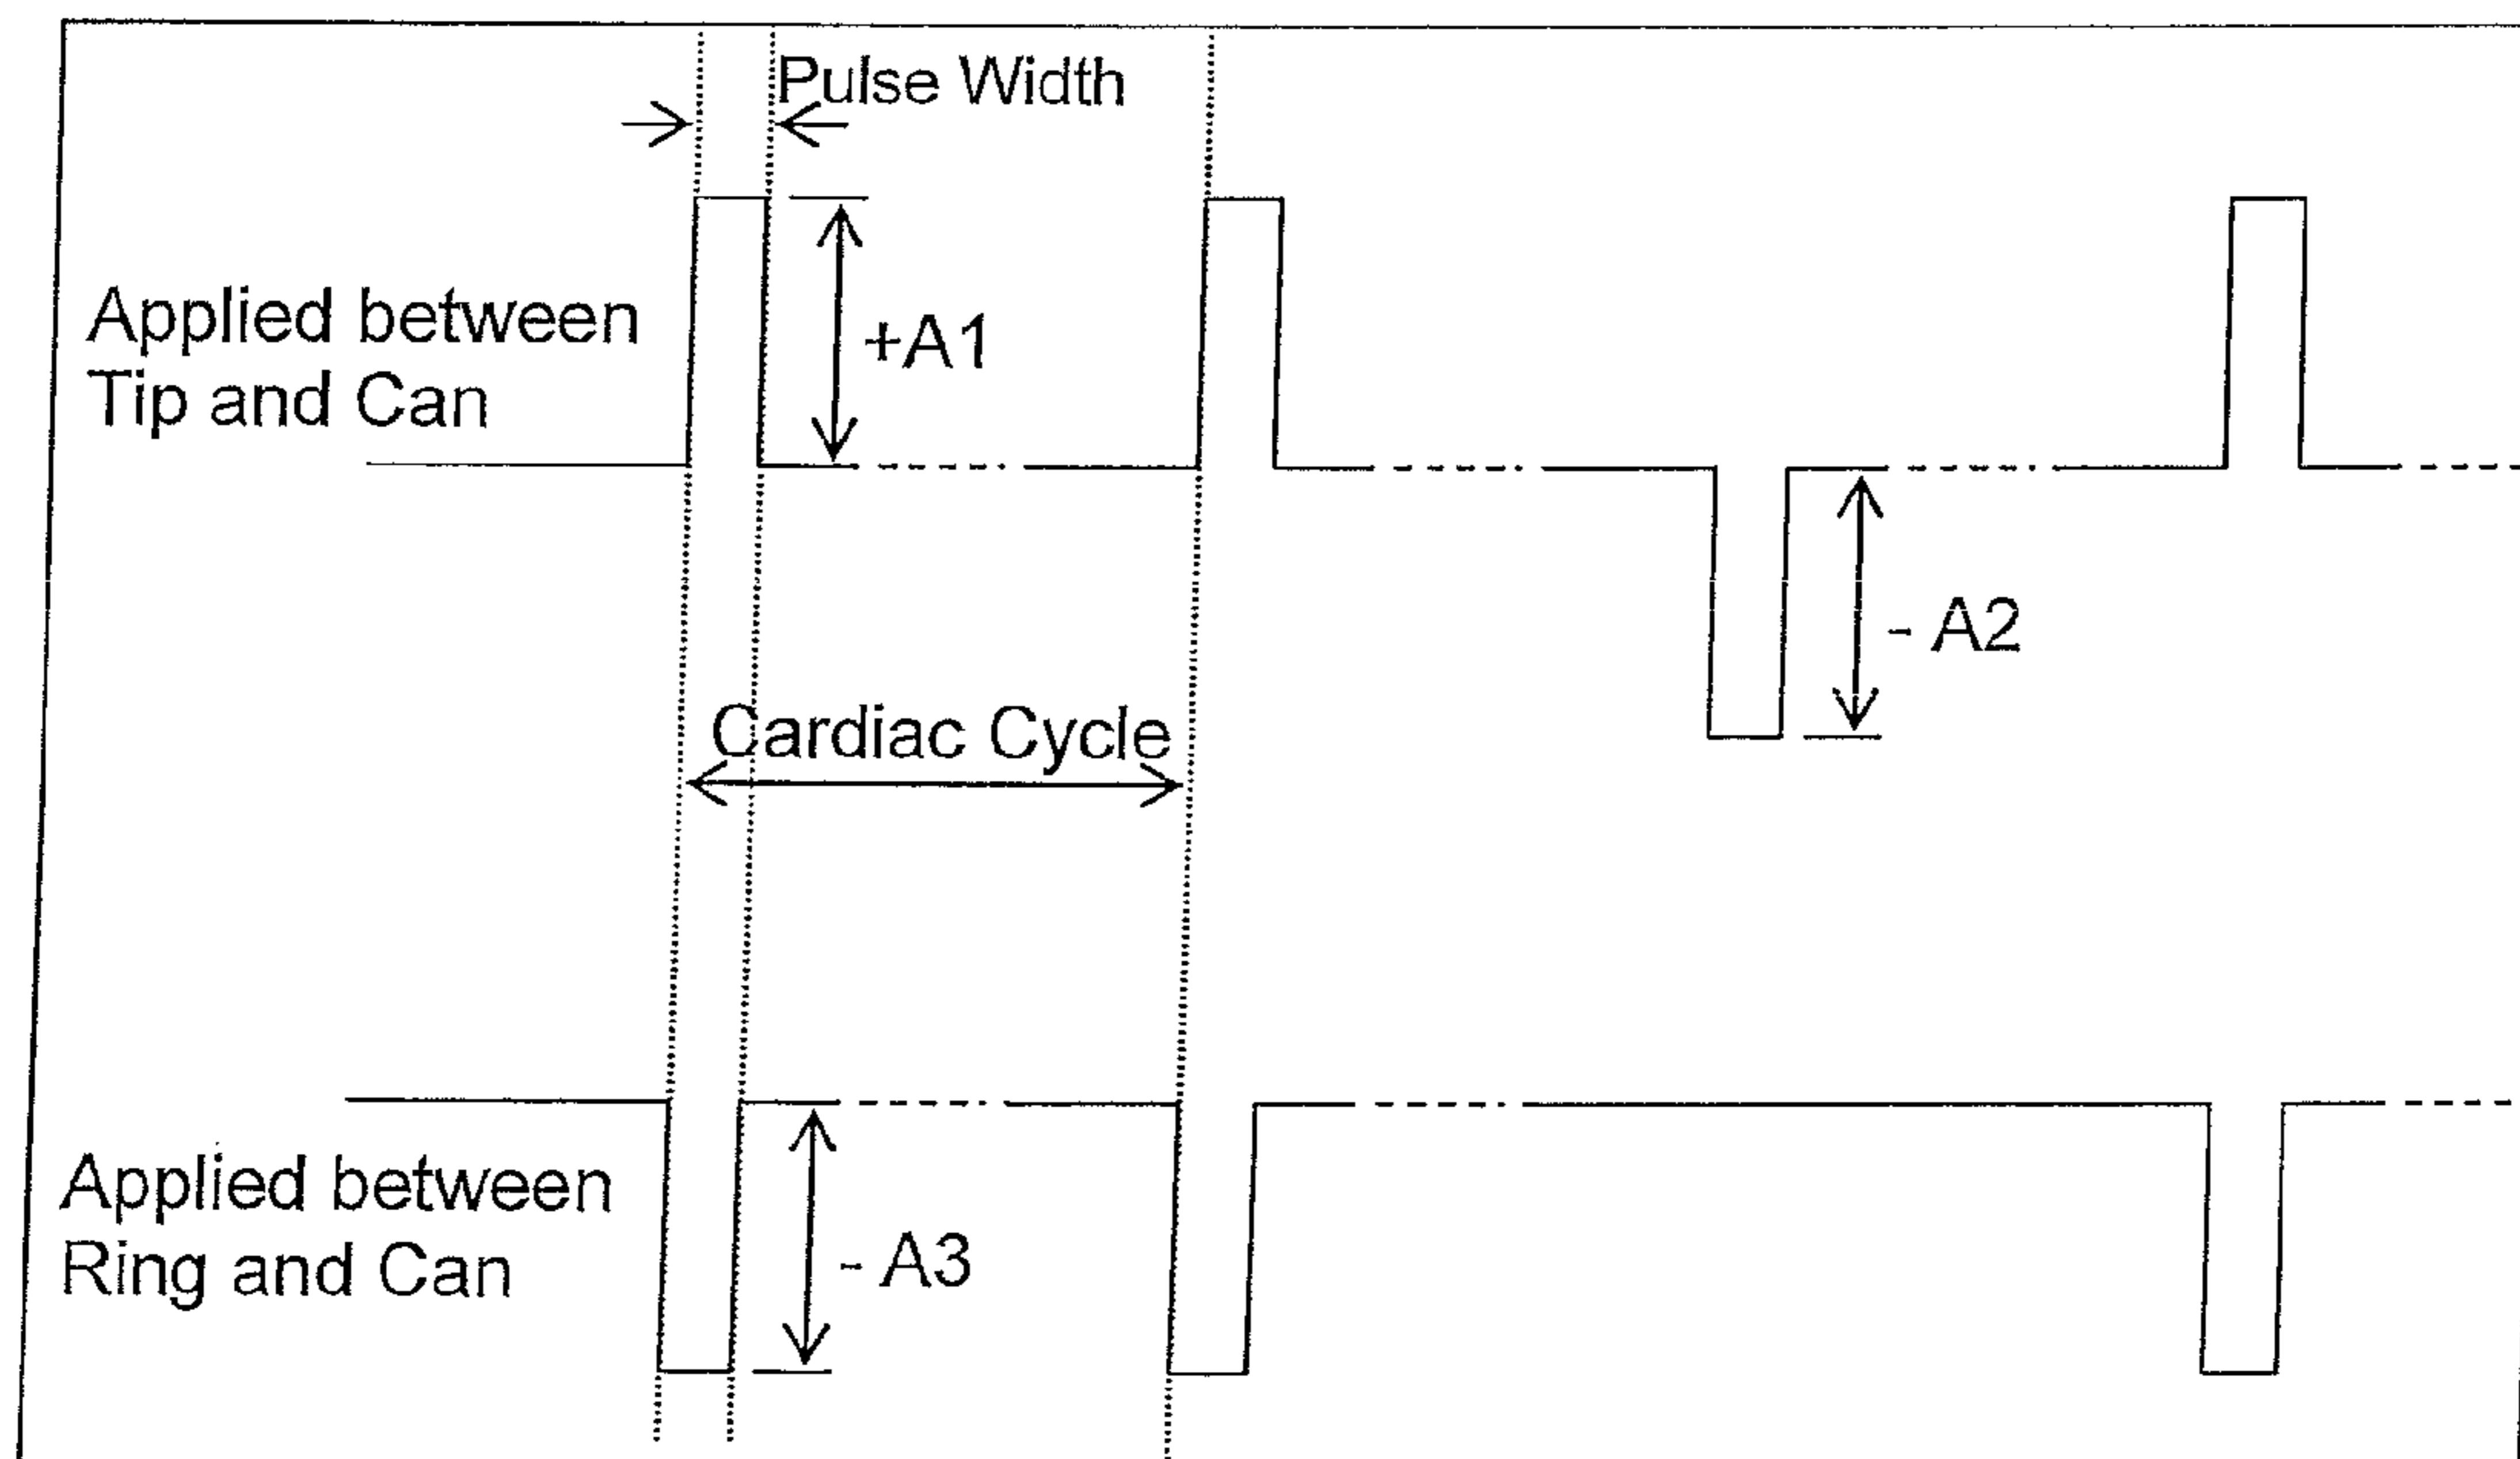 Pulse Width
Applied between
Tip and Can
+A1
- A2
Cardiac Cycle
Applied between
Ring and Can
- A3